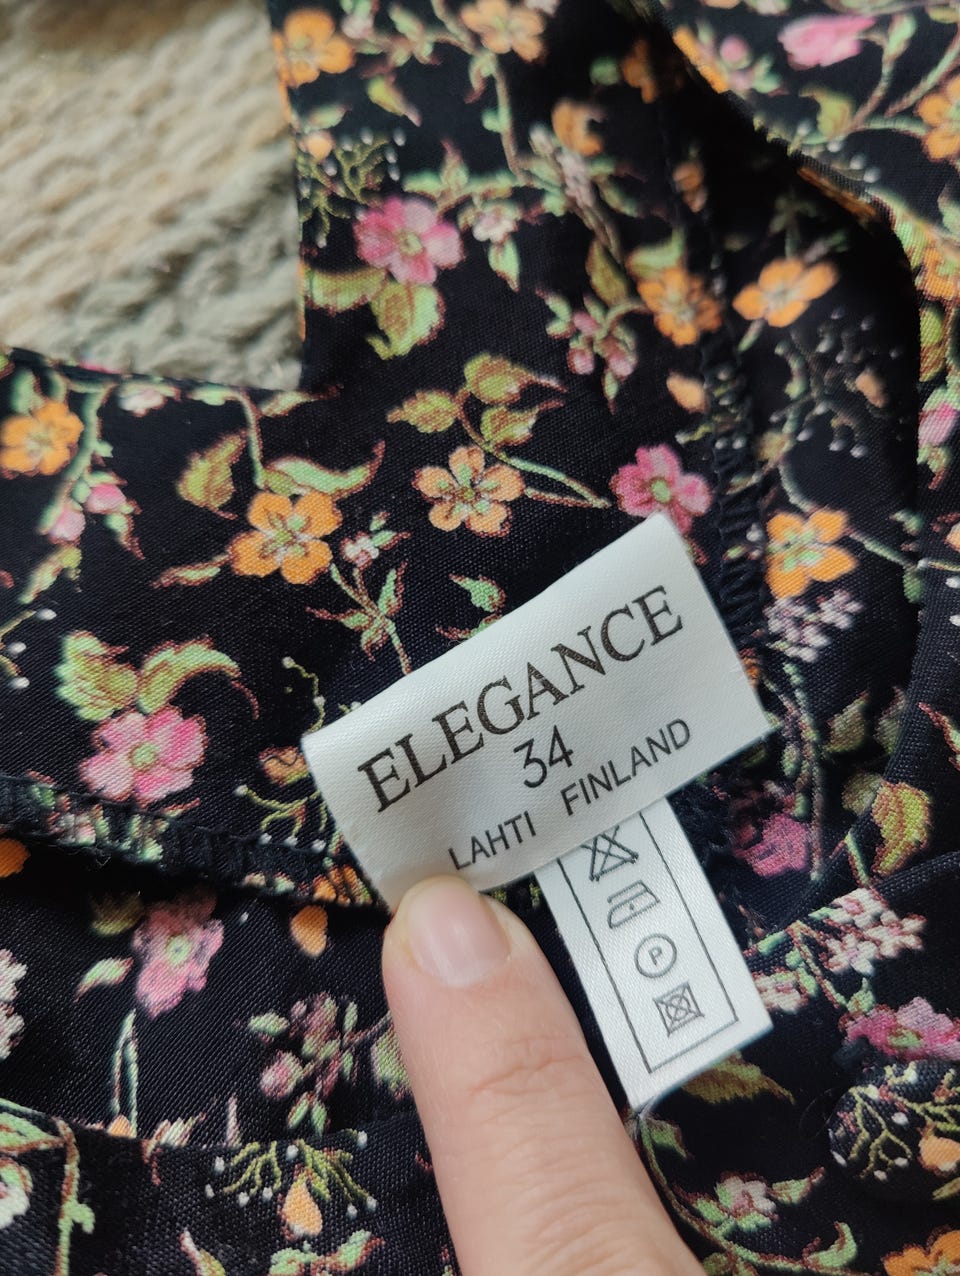 ELEGANCE
34
LAHTI FINLAND
P